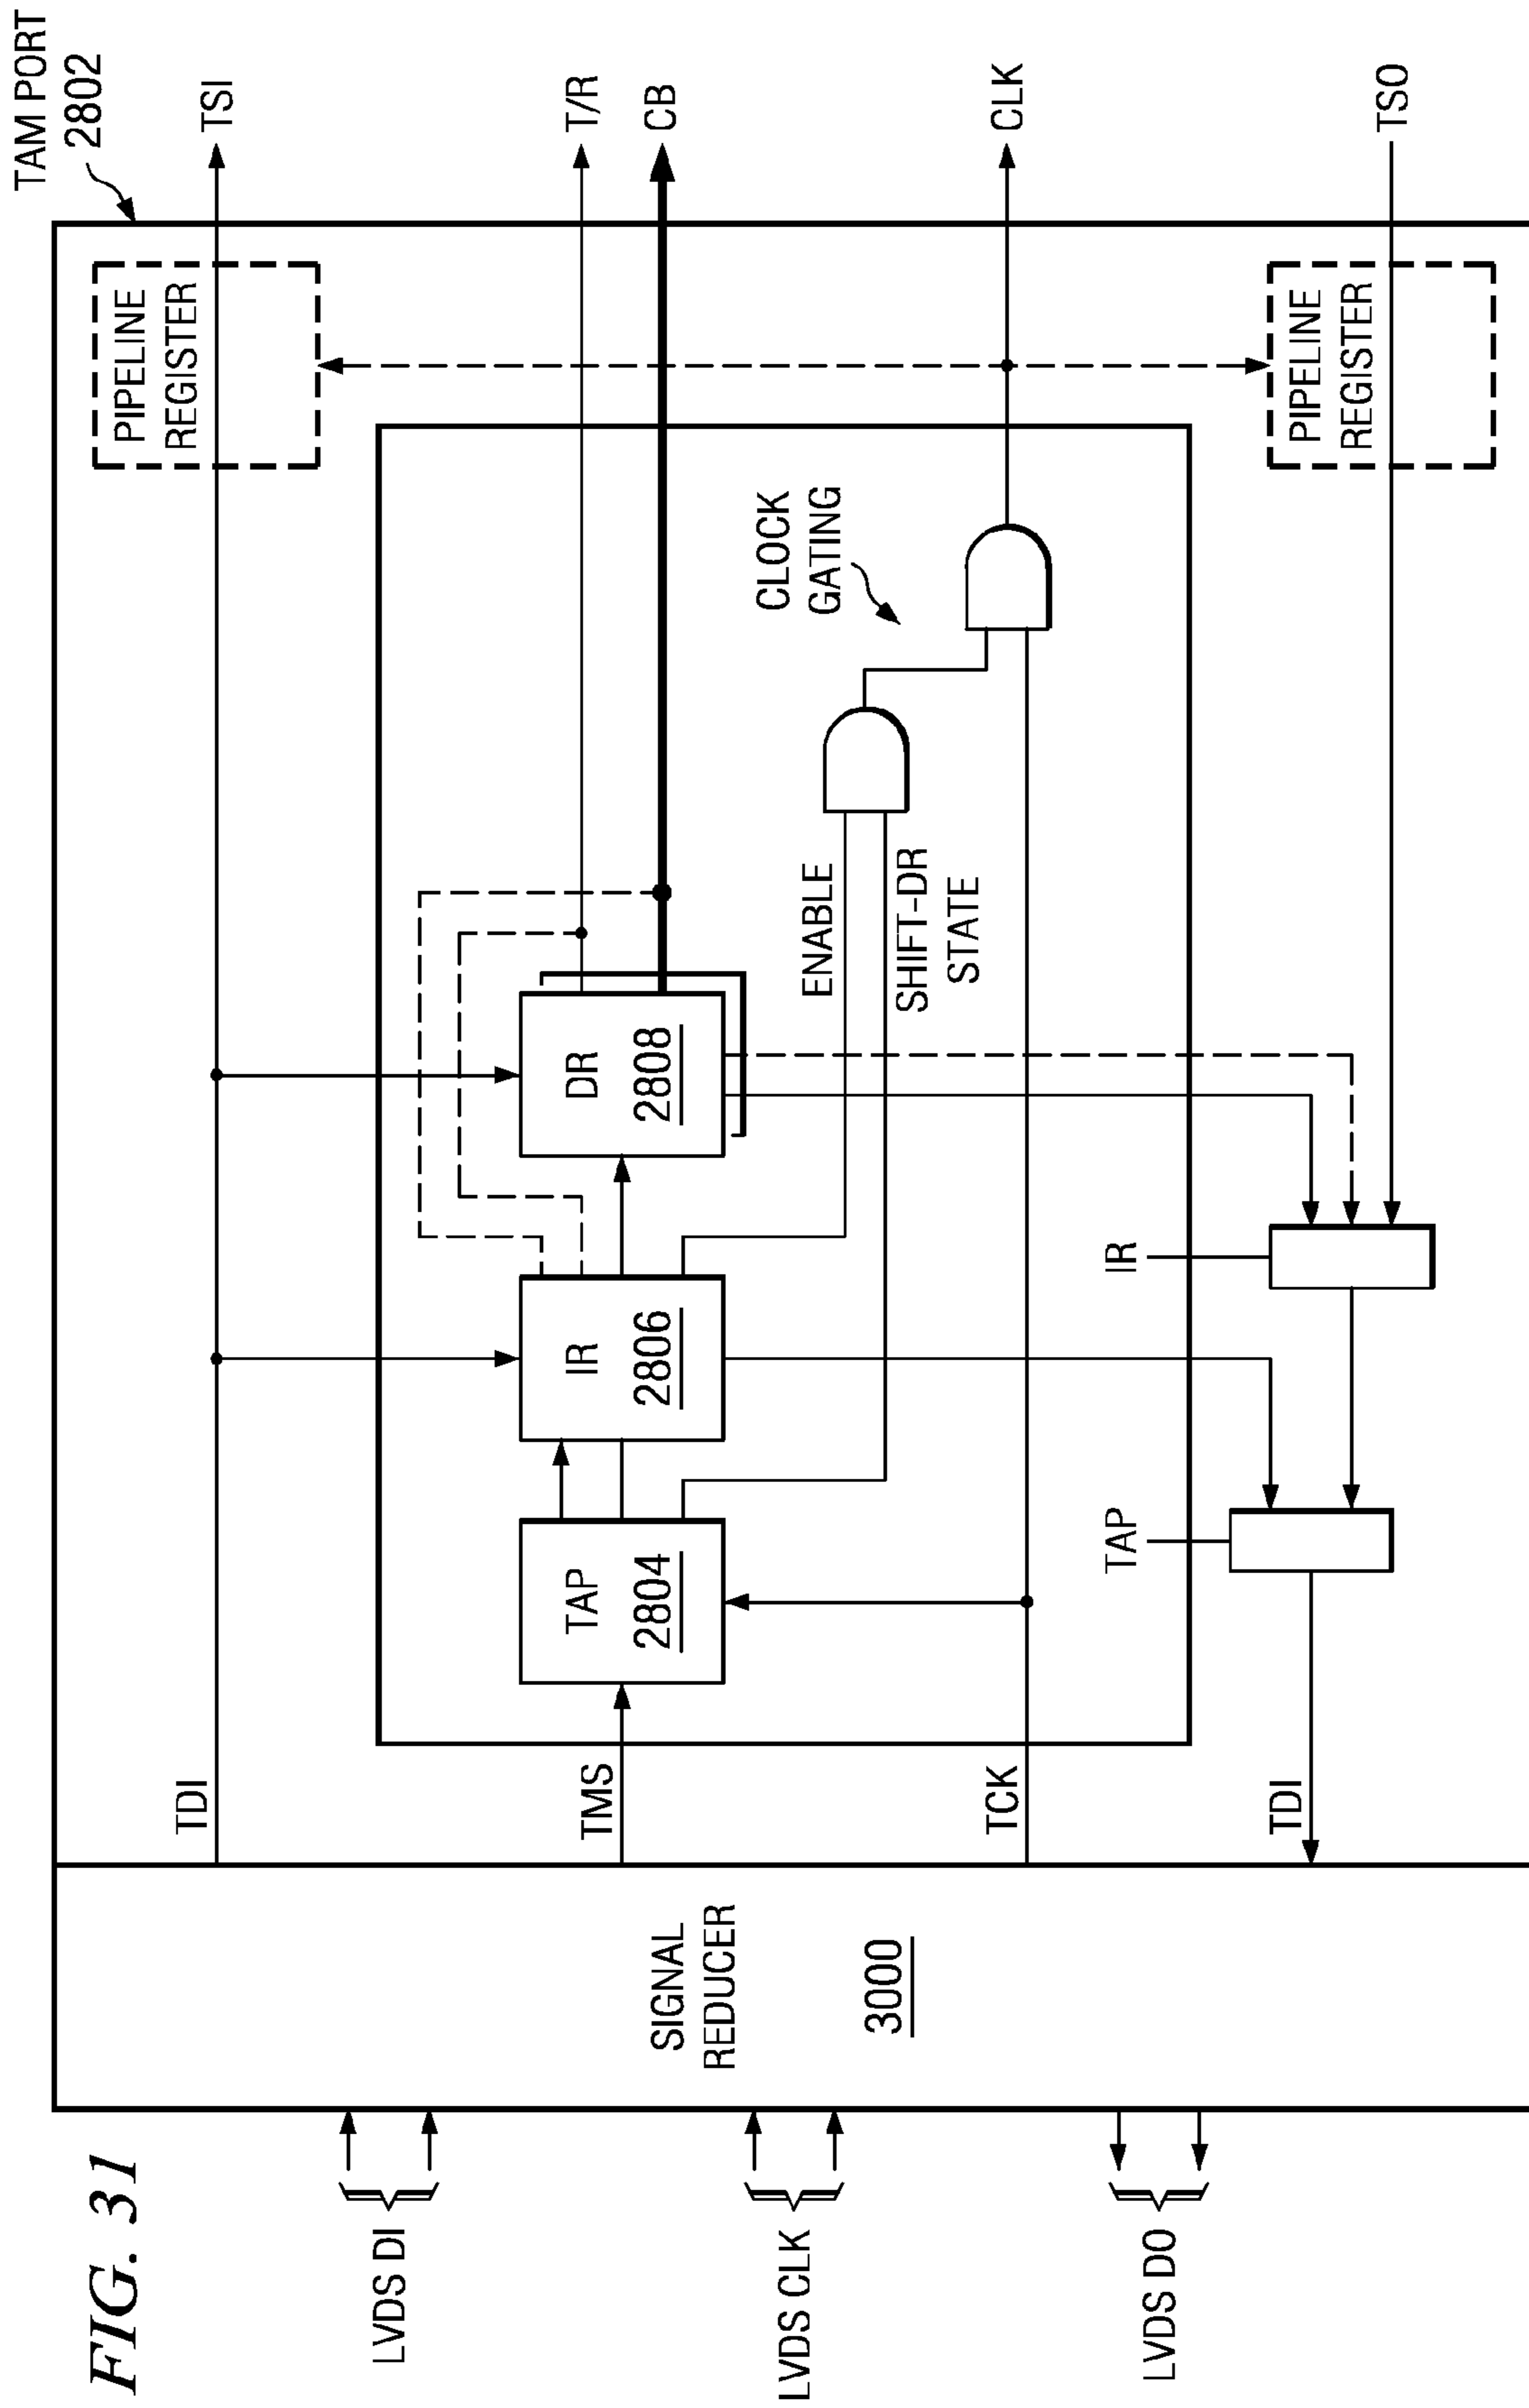 FIG. 31
TAM PORT
2802
LVDS DI
LVDS CLK
LVDS DO
SIGNAL
REDUCER
3000
TDI
TMS
TCK
TDI
TAP
2804
IR
2806
DR
2808
ENABLE
SHIFT-DR
STATE
CLOCK
GATING
TAP
IR
PIPELINE
REGISTER
PIPELINE
REGISTER
TSI
T/R
CB
CLK
TSO